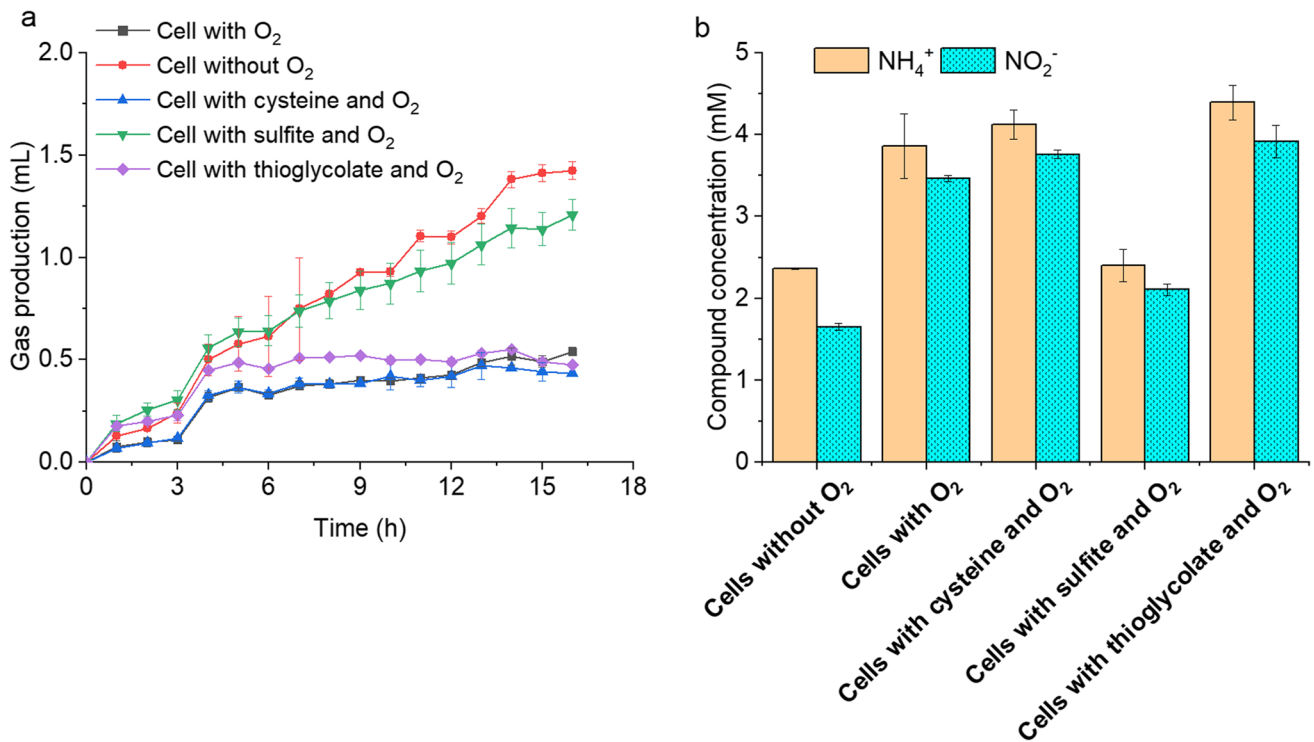 a
Cell with O₂
Cell without O₂
Cell with cysteine and O₂
Cell with sulfite and O₂
Cell with thioglycolate and O₂
Gas production (mL)
2.0
1.5
1.0
0.5
0.0
0 3 6 9 12 15 18
Time (h)
b
NH₄⁺ NO₂⁻
Compound concentration (mM)
5
4
3
2
1
0
Cells without O₂
Cells with O₂
Cells with cysteine and O₂
Cells with sulfite and O₂
Cells with thioglycolate and O₂